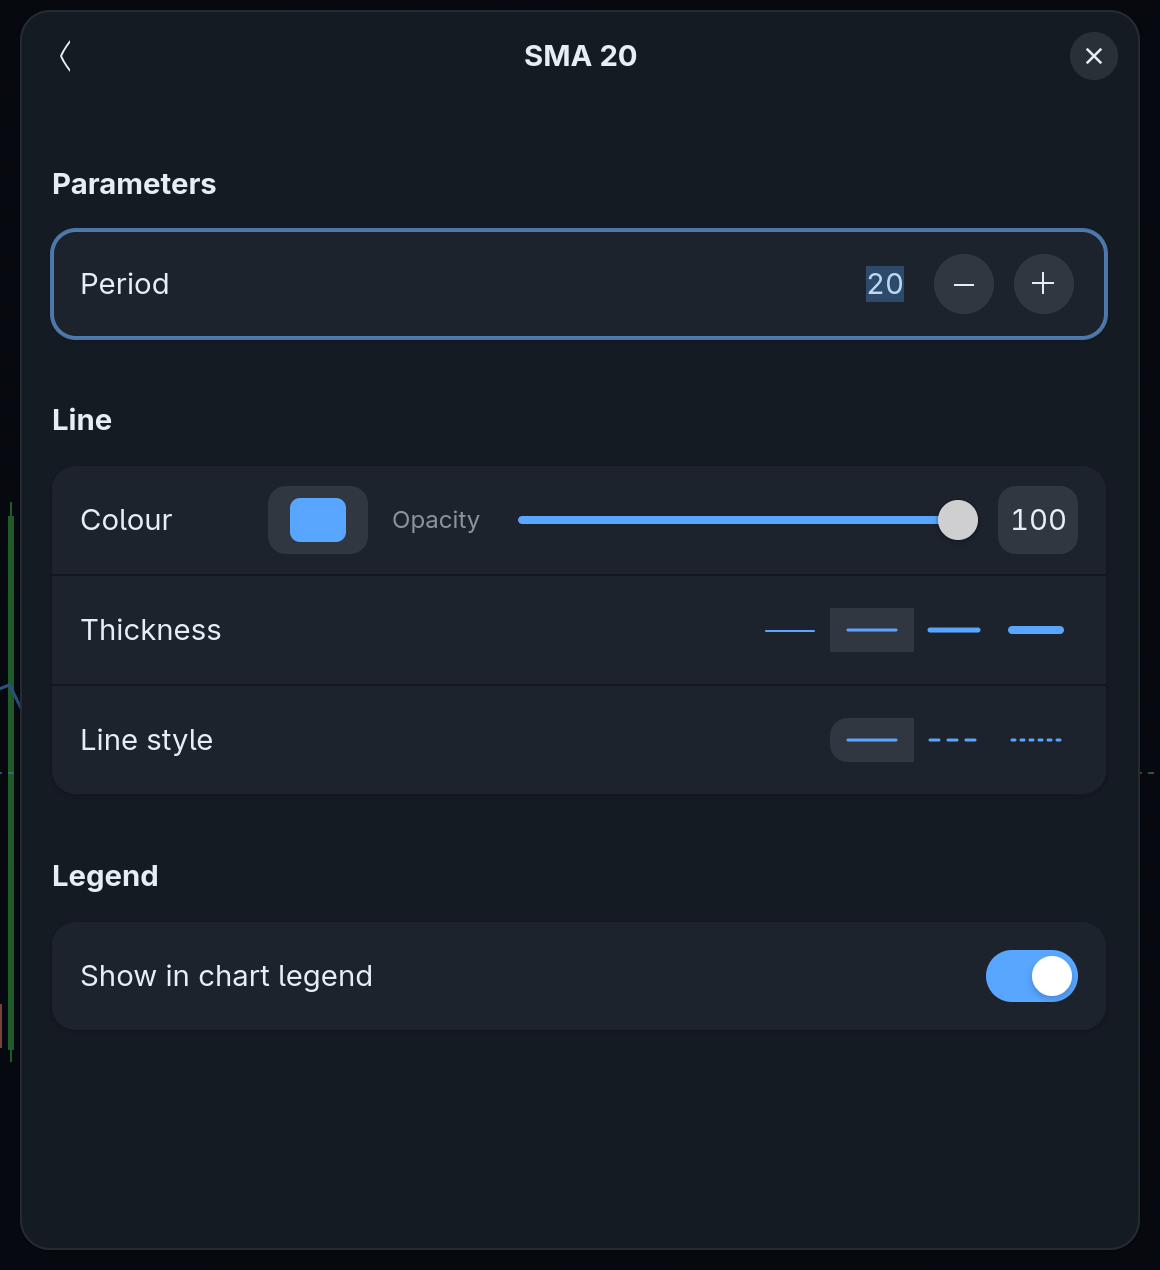 SMA 20
Parameters
Period 20
Line
Colour Opacity 100
Thickness
Line style
Legend
Show in chart legend